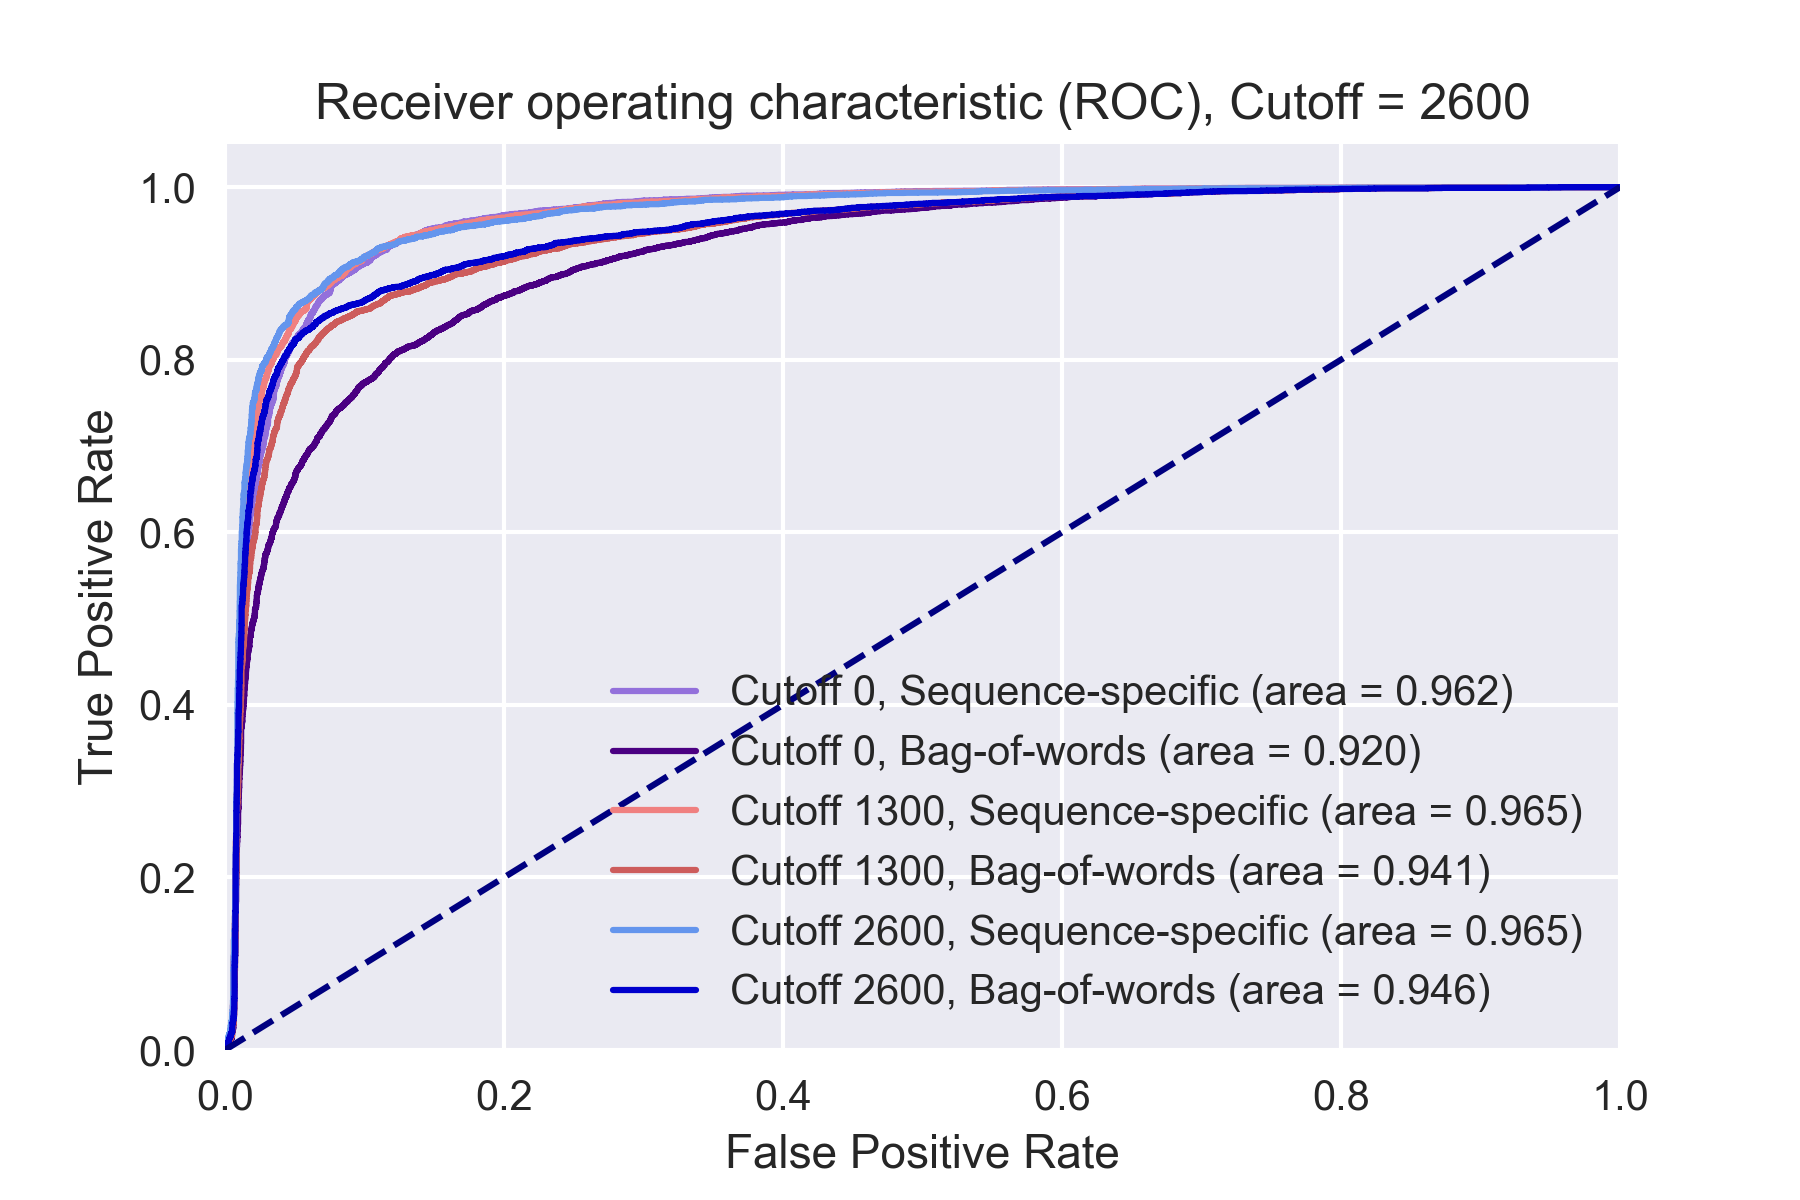 Receiver operating characteristic (ROC), Cutoff = 2600
1.0
0.8
0.6
0.4
0.2
0.0
True Positive Rate
Cutoff 0, Sequence-specific (area = 0.962)
Cutoff 0, Bag-of-words (area = 0.920)
Cutoff 1300, Sequence-specific (area = 0.965)
Cutoff 1300, Bag-of-words (area = 0.941)
Cutoff 2600, Sequence-specific (area = 0.965)
Cutoff 2600, Bag-of-words (area = 0.946)
0.0 0.2 0.4 0.6 0.8 1.0
False Positive Rate